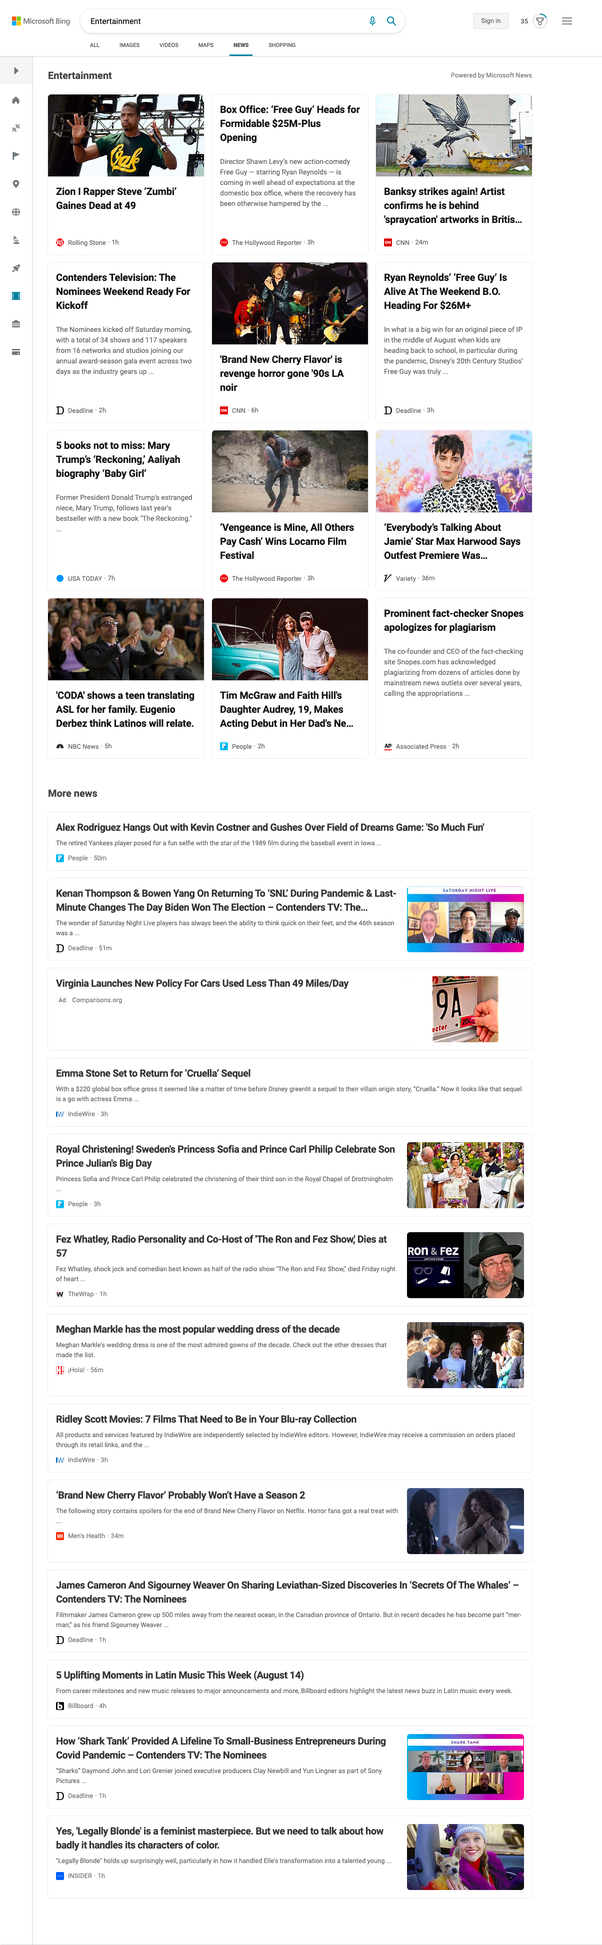 Microsoft Bing
Entertainment
Sign in
35
ALL
IMAGES
VIDEOS
MAPS
NEWS
SHOPPING
Entertainment
Powered by Microsoft News
Zion I Rapper Steve ‘Zumbi’
Gaines Dead at 49
Rolling Stone · 1h
Box Office: ‘Free Guy’ Heads for
Formidable $25M-Plus
Opening
Director Shawn Levy's new action-comedy
Free Guy — starring Ryan Reynolds — is
coming in well ahead of expectations at the
domestic box office, where the recovery has
been otherwise hampered by the ...
The Hollywood Reporter · 3h
Banksy strikes again! Artist
confirms he is behind
'spraycation' artworks in Britis...
CNN · 24m
Contenders Television: The
Nominees Weekend Ready For
Kickoff
The Nominees kicked off Saturday morning,
with a total of 34 shows and 117 speakers
from 16 networks and studios joining our
annual award-season gala event across two
days as the industry gears up ...
Deadline · 2h
'Brand New Cherry Flavor' is
revenge horror gone '90s LA
noir
CNN · 6h
Ryan Reynolds’ ‘Free Guy’ Is
Alive At The Weekend B.O.
Heading For $26M+
In what is a big win for an original piece of IP
in the middle of August when kids are
heading back to school, in particular during
the pandemic, Disney's 20th Century Studios'
Free Guy was truly ...
Deadline · 3h
5 books not to miss: Mary
Trump’s ‘Reckoning,’ Aaliyah
biography ‘Baby Girl’
Former President Donald Trump's estranged
niece, Mary Trump, follows last year's
bestseller with a new book "The Reckoning."
...
USA TODAY · 7h
‘Vengeance is Mine, All Others
Pay Cash’ Wins Locarno Film
Festival
The Hollywood Reporter · 3h
‘Everybody’s Talking About
Jamie’ Star Max Harwood Says
Outfest Premiere Was...
Variety · 36m
'CODA' shows a teen translating
ASL for her family. Eugenio
Derbez think Latinos will relate.
NBC News · 5h
Tim McGraw and Faith Hill's
Daughter Audrey, 19, Makes
Acting Debut in Her Dad's Ne...
People · 2h
Prominent fact-checker Snopes
apologizes for plagiarism
The co-founder and CEO of the fact-checking
site Snopes.com has acknowledged
plagiarizing from dozens of articles done by
mainstream news outlets over several years,
calling the appropriations ...
AP Associated Press · 2h
More news
Alex Rodriguez Hangs Out with Kevin Costner and Gushes Over Field of Dreams Game: 'So Much Fun'
The retired Yankees player posed for a fun selfie with the star of the 1989 film during the baseball event in Iowa ...
People · 50m
Kenan Thompson & Bowen Yang On Returning To ‘SNL’ During Pandemic & Last-
Minute Changes The Day Biden Won The Election – Contenders TV: The...
The wonder of Saturday Night Live players has always been the ability to think quick on their feet, and the 46th season
was a ...
Deadline · 51m
SATURDAY NIGHT LIVE
Virginia Launches New Policy For Cars Used Less Than 49 Miles/Day
Ad Comparisons.org
9A
Emma Stone Set to Return for ‘Cruella’ Sequel
With a $220 global box office gross it seemed like a matter of time before Disney greenlit a sequel to their villain origin story, “Cruella.” Now it looks like that sequel
is a go with actress Emma ...
IndieWire · 3h
Royal Christening! Sweden's Princess Sofia and Prince Carl Philip Celebrate Son
Prince Julian's Big Day
Princess Sofia and Prince Carl Philip celebrated the christening of their third son in the Royal Chapel of Drottningholm
...
People · 3h
Fez Whatley, Radio Personality and Co-Host of 'The Ron and Fez Show,' Dies at
57
Fez Whatley, shock jock and comedian best known as half of the radio show "The Ron and Fez Show," died Friday night
of heart ...
TheWrap · 1h
RON & FEZ
Meghan Markle has the most popular wedding dress of the decade
Meghan Markle's wedding dress is one of the most admired gowns of the decade. Check out the other dresses that
made the list.
¡Hola! · 56m
Ridley Scott Movies: 7 Films That Need to Be in Your Blu-ray Collection
All products and services featured by IndieWire are independently selected by IndieWire editors. However, IndieWire may receive a commission on orders placed
through its retail links, and the ...
IndieWire · 3h
‘Brand New Cherry Flavor’ Probably Won’t Have a Season 2
The following story contains spoilers for the end of Brand New Cherry Flavor on Netflix. Horror fans got a real treat with
...
Men's Health · 34m
James Cameron And Sigourney Weaver On Sharing Leviathan-Sized Discoveries In ‘Secrets Of The Whales’ –
Contenders TV: The Nominees
Filmmaker James Cameron grew up 500 miles away from the nearest ocean, in the Canadian province of Ontario. But in recent decades he has become part “mer-
man,” as his friend Sigourney Weaver ...
Deadline · 1h
5 Uplifting Moments in Latin Music This Week (August 14)
From career milestones and new music releases to major announcements and more, Billboard editors highlight the latest news buzz in Latin music every week.
Billboard · 4h
How ‘Shark Tank’ Provided A Lifeline To Small-Business Entrepreneurs During
Covid Pandemic – Contenders TV: The Nominees
“Sharks” Daymond John and Lori Grenier joined executive producers Clay Newbill and Yun Lingner as part of Sony
Pictures ...
Deadline · 1h
SHARK TANK
Yes, 'Legally Blonde' is a feminist masterpiece. But we need to talk about how
badly it handles its characters of color.
"Legally Blonde" holds up surprisingly well, particularly in how it handled Elle's transformation into a talented young ...
INSIDER · 1h